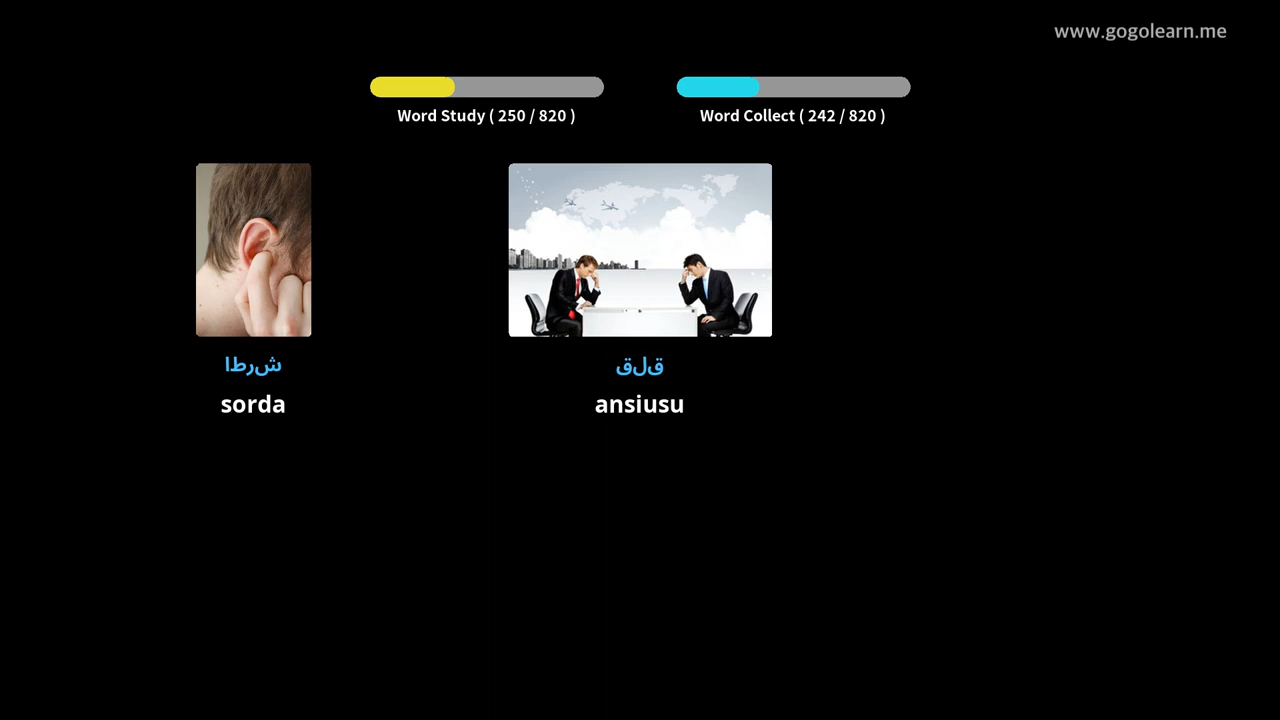 www.gogolearn.me
Word Study ( 250 / 820 )
Word Collect ( 242 / 820 )
شرطا
sorda
قلق
ansiusu